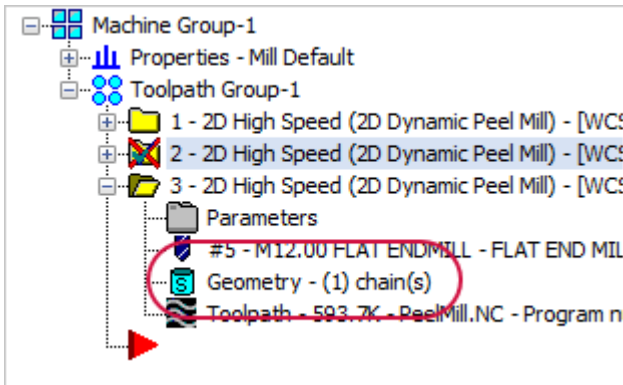 Machine Group-1
Properties - Mill Default
Toolpath Group-1
1 - 2D High Speed (2D Dynamic Peel Mill) - [WCS
2 - 2D High Speed (2D Dynamic Peel Mill) - [WCS
3 - 2D High Speed (2D Dynamic Peel Mill) - [WCS
Parameters
#5 - M12.00 FLAT ENDMILL - FLAT END MIL
S Geometry - (1) chain(s)
Toolpath - 593.7K - PeelMill.NC - Program n